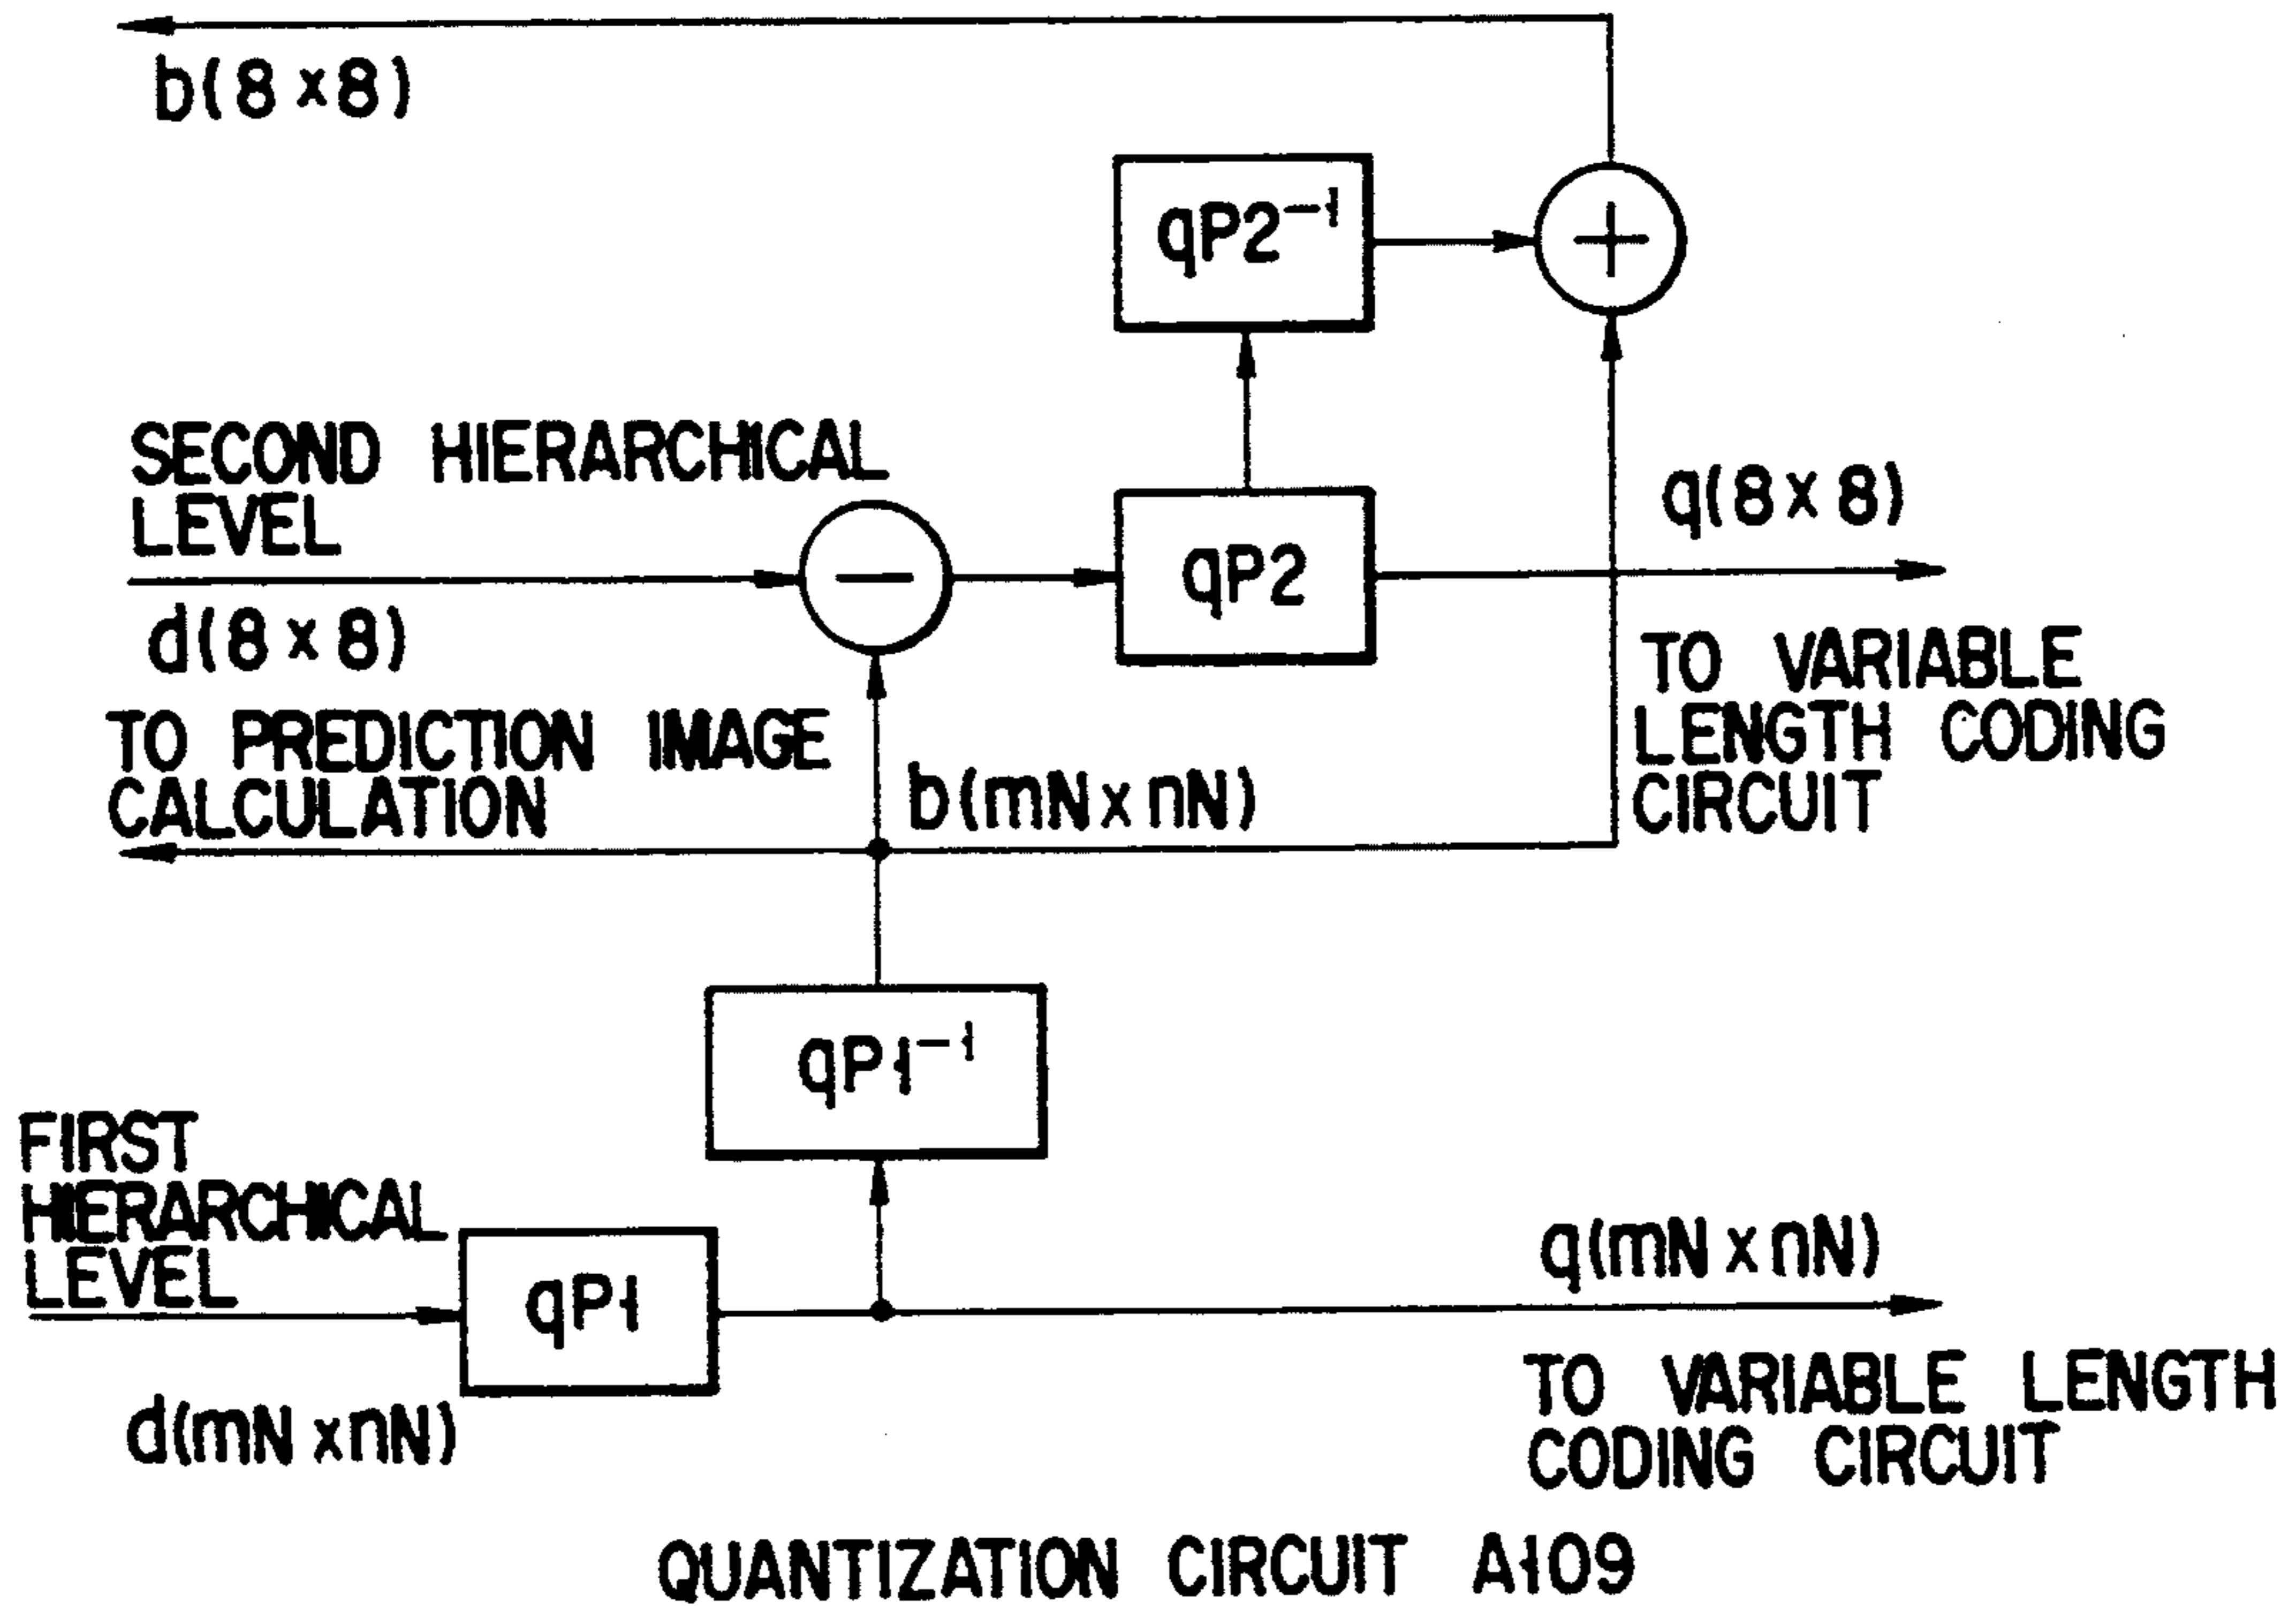 b(8×8)
qP2⁻¹
SECOND HIERARCHICAL
LEVEL
q(8×8)
qP2
d(8×8)
TO VARIABLE
LENGTH CODING
CIRCUIT
TO PREDICTION IMAGE
CALCULATION
b(mN×nN)
qP1⁻¹
FIRST
HIERARCHICAL
LEVEL
qP1
q(mN×nN)
d(mN×nN)
TO VARIABLE LENGTH
CODING CIRCUIT
QUANTIZATION CIRCUIT A109